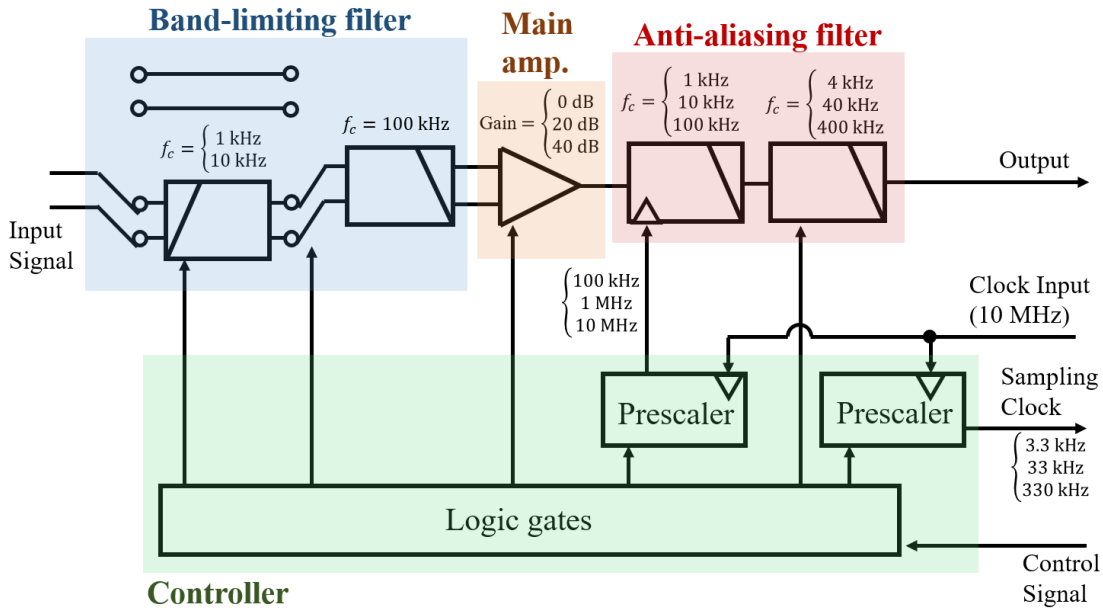 Band-limiting filter
Main
amp.
Anti-aliasing filter
f_c = { 1 kHz
10 kHz
f_c = 100 kHz
Gain = { 0 dB
20 dB
40 dB
f_c = { 1 kHz
10 kHz
100 kHz
f_c = { 4 kHz
40 kHz
400 kHz
Input
Signal
Output
{ 100 kHz
1 MHz
10 MHz
Clock Input
(10 MHz)
Prescaler
Prescaler
Sampling
Clock
{ 3.3 kHz
33 kHz
330 kHz
Logic gates
Control
Signal
Controller